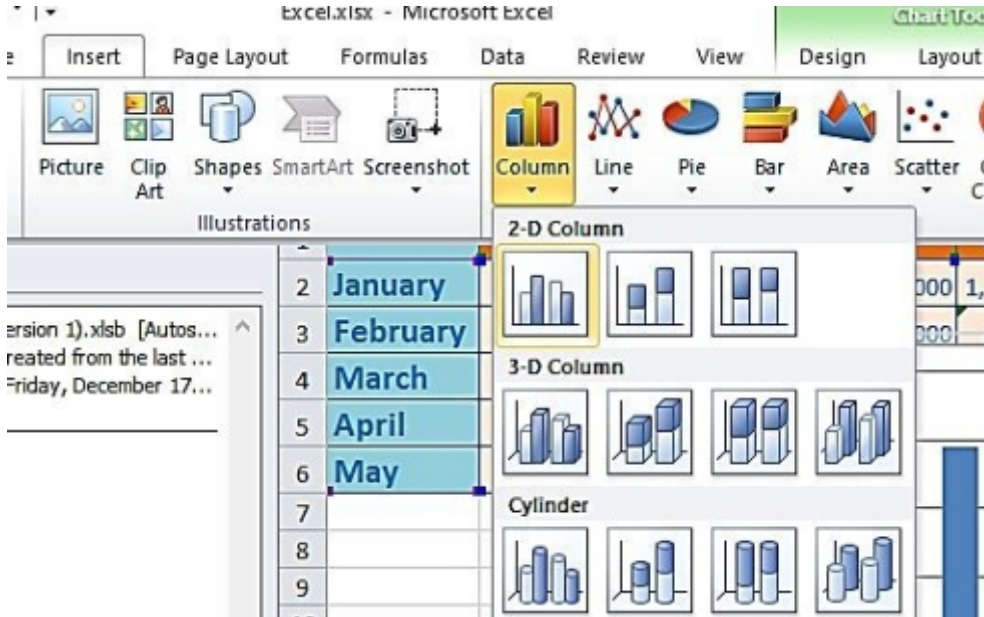 Excel.xlsx - Microsoft Excel
Chart Too
Insert Page Layout Formulas Data Review View Design Layout
Picture Clip Art Shapes SmartArt Screenshot Column Line Pie Bar Area Scatter
Illustrations
2-D Column
2 January
000 1,
ersion 1).xlsb [Autos...
3 February
000
reated from the last ...
Friday, December 17...
3-D Column
4 March
5 April
6 May
Cylinder
7
8
9